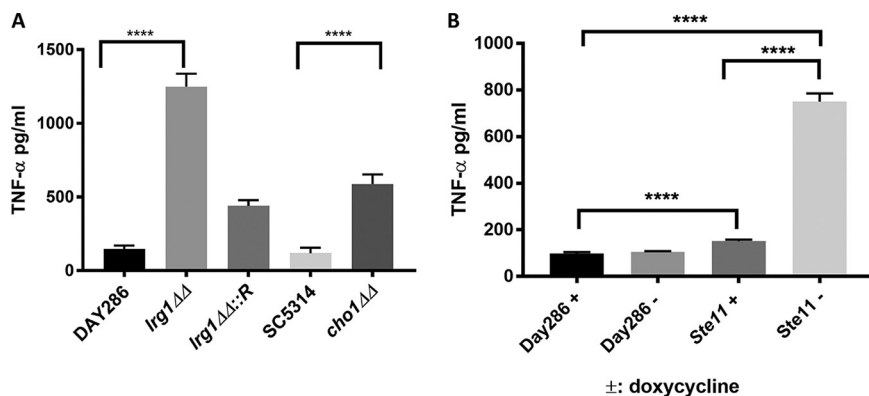 A
TNF-α pg/ml
1500
1000
500
0
****
****
DAY286
lrg1ΔΔ
lrg1ΔΔ::R
SC5314
cho1ΔΔ
B
TNF-α pg/ml
1000
800
600
400
200
0
****
****
****
Day286 +
Day286 -
Ste11 +
Ste11 -
±: doxycycline